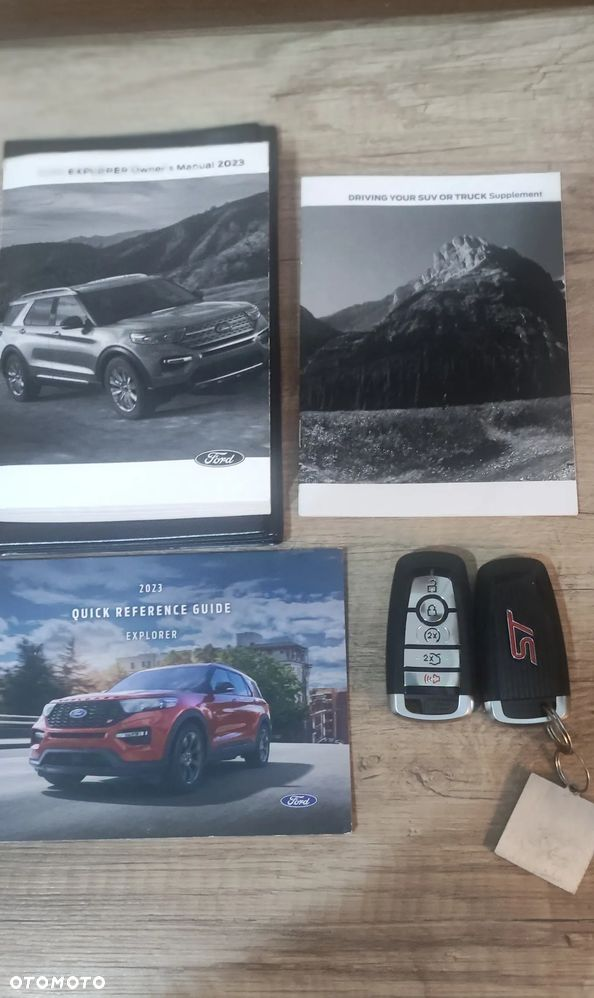 EXPLORER Owner's Manual 2023
DRIVING YOUR SUV OR TRUCK Supplement
Ford
2023
QUICK REFERENCE GUIDE
EXPLORER
Ford
2x
2x
ST
OTOMOTO